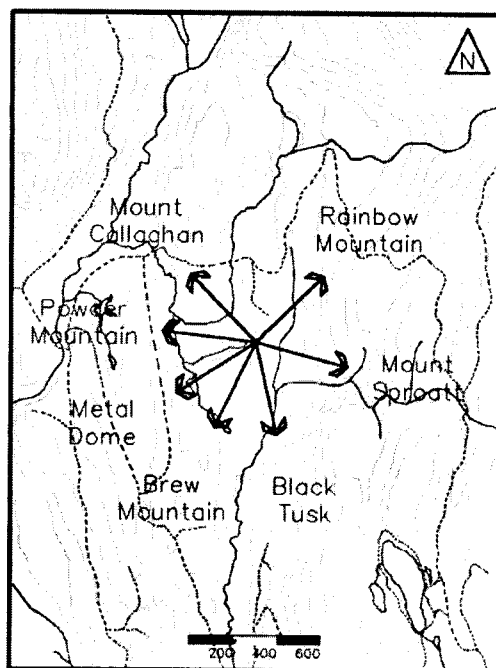 N
Mount
Callaghan
Rainbow
Mountain
Powder
Mountain
Mount
Sproatt
Metal
Dome
Brew
Mountain
Black
Tusk
200 400 600